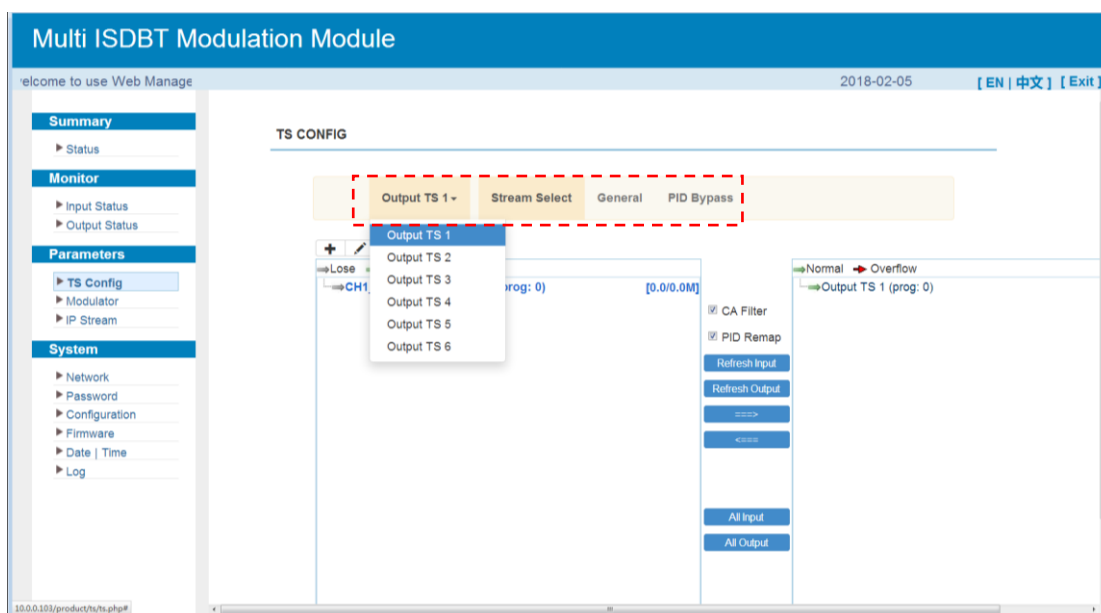 Multi ISDBT Modulation Module
elcome to use Web Manage
2018-02-05
[ EN | 中文 ] [ Exit ]
Summary
Status
Monitor
Input Status
Output Status
Parameters
TS Config
Modulator
IP Stream
System
Network
Password
Configuration
Firmware
Date | Time
Log
TS CONFIG
Output TS 1
Stream Select
General
PID Bypass
Output TS 1
Output TS 2
Output TS 3
Output TS 4
Output TS 5
Output TS 6
Lose
CH1 prog: 0) [0.0/0.0M]
CA Filter
PID Remap
Refresh Input
Refresh Output
===>
<===
All Input
All Output
Normal Overflow
Output TS 1 (prog: 0)
10.0.0.103/product/ts/ts.php#